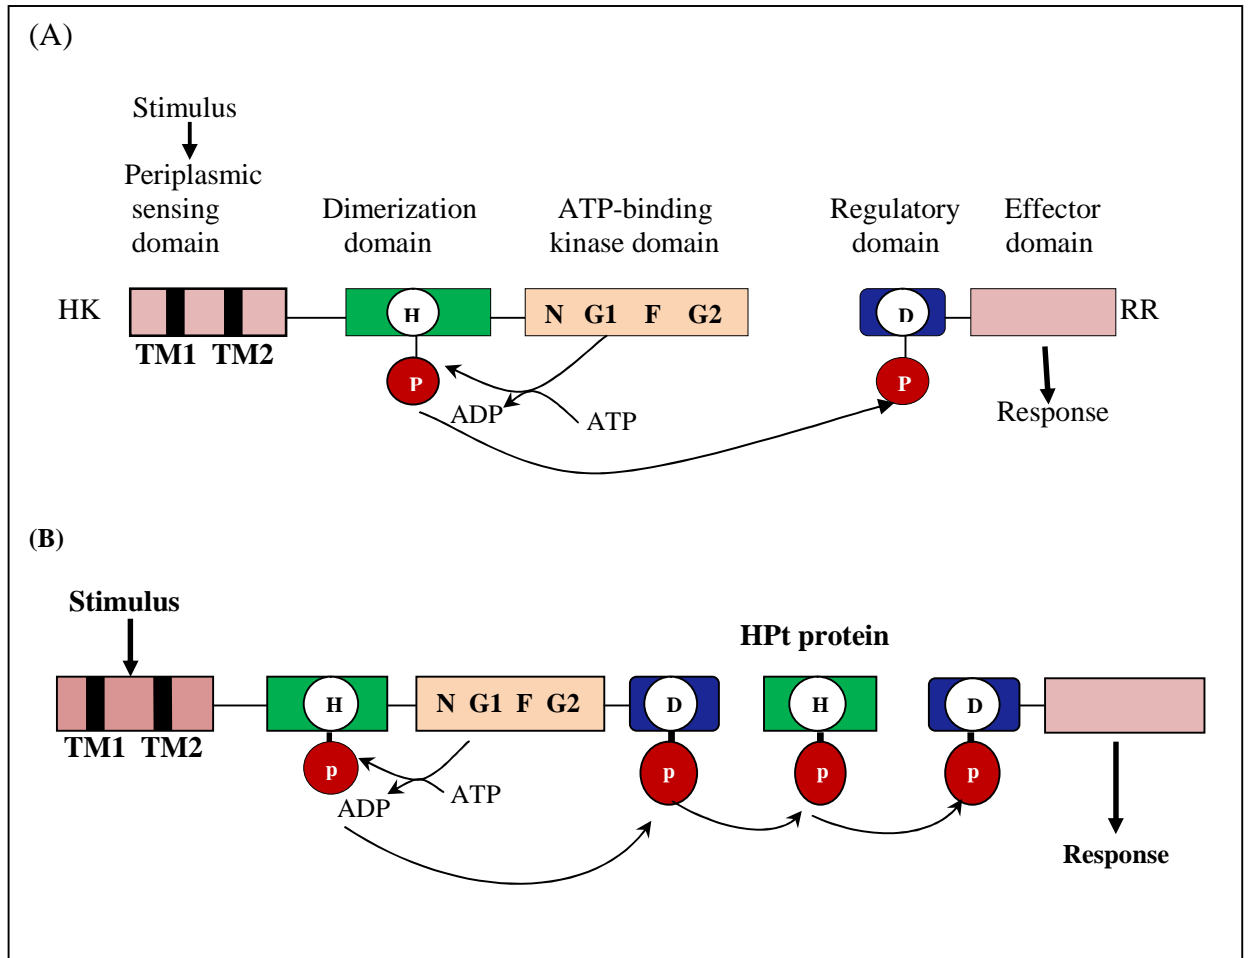 (A)
Stimulus
Periplasmic
sensing
domain
Dimerization
domain
ATP-binding
kinase domain
Regulatory
domain
Effector
domain
HK
H
N G1 F G2
D
RR
TM1 TM2
P
P
ADP
ATP
Response
(B)
Stimulus
HPt protein
H
N G1 F G2
D
H
D
TM1 TM2
p
p
p
p
ADP
ATP
Response